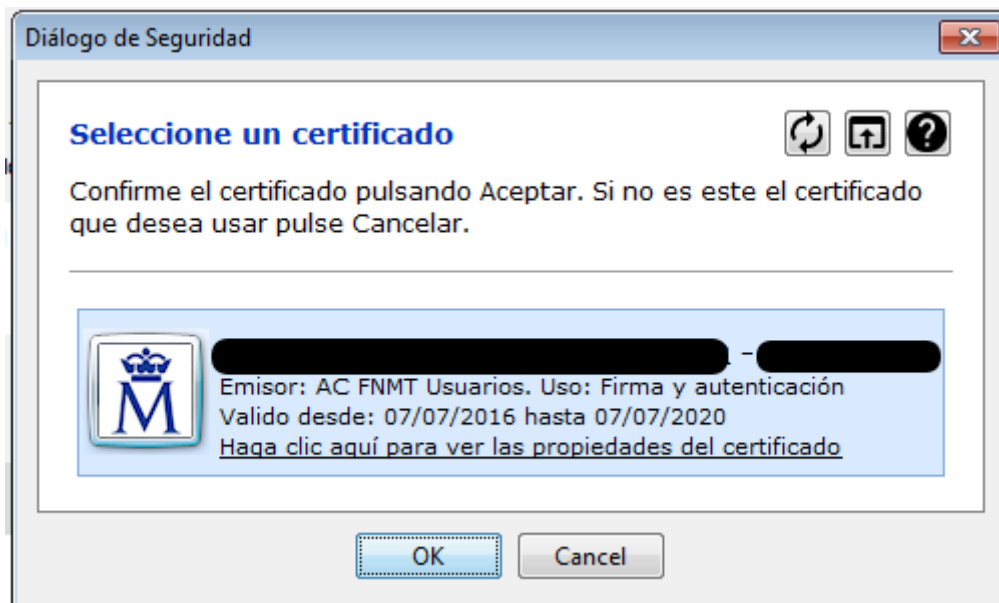 Diálogo de Seguridad
Seleccione un certificado
Confirme el certificado pulsando Aceptar. Si no es este el certificado
que desea usar pulse Cancelar.
-
Emisor: AC FNMT Usuarios. Uso: Firma y autenticación
Valido desde: 07/07/2016 hasta 07/07/2020
Haga clic aquí para ver las propiedades del certificado
OK
Cancel